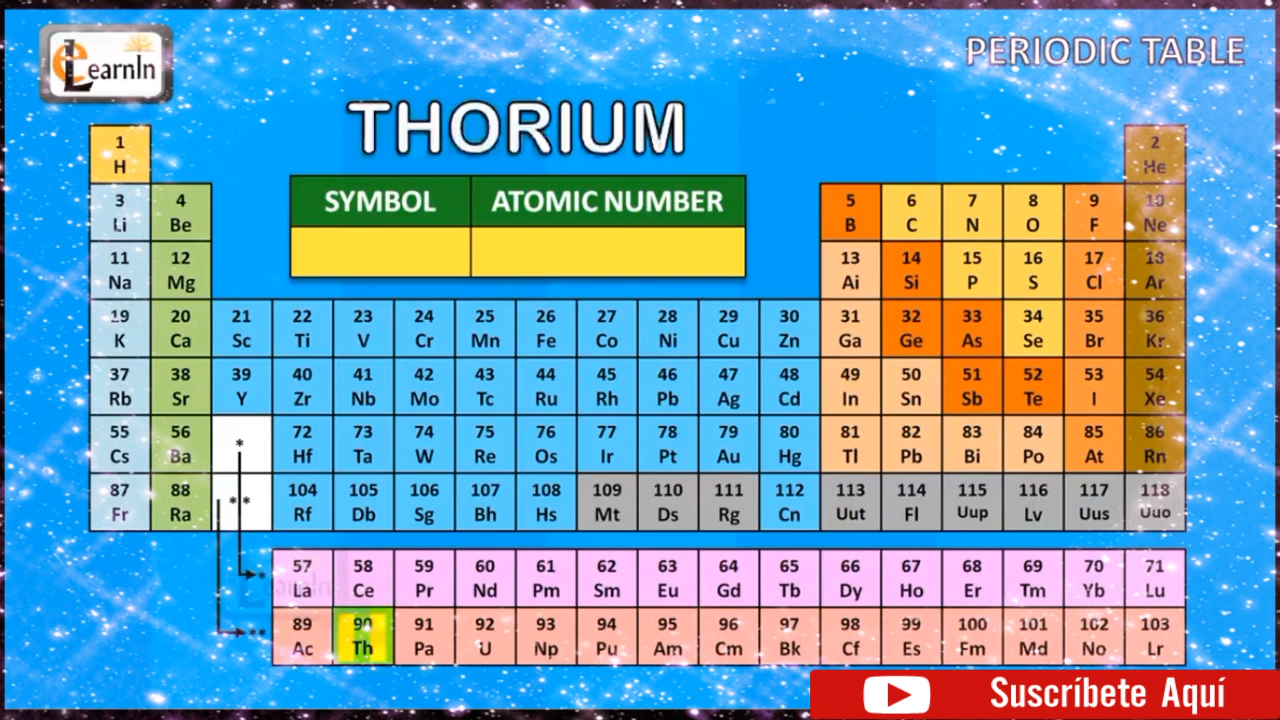 eLearnIn
PERIODIC TABLE
THORIUM
SYMBOL ATOMIC NUMBER
1 2
H He
3 4 5 6 7 8 9 10
Li Be B C N O F Ne
11 12 13 14 15 16 17 18
Na Mg Ai Si P S Cl Ar
19 20 21 22 23 24 25 26 27 28 29 30 31 32 33 34 35 36
K Ca Sc Ti V Cr Mn Fe Co Ni Cu Zn Ga Ge As Se Br Kr
37 38 39 40 41 42 43 44 45 46 47 48 49 50 51 52 53 54
Rb Sr Y Zr Nb Mo Tc Ru Rh Pb Ag Cd In Sn Sb Te I Xe
55 56 * 72 73 74 75 76 77 78 79 80 81 82 83 84 85 86
Cs Ba Hf Ta W Re Os Ir Pt Au Hg Tl Pb Bi Po At Rn
87 88 ** 104 105 106 107 108 109 110 111 112 113 114 115 116 117 118
Fr Ra Rf Db Sg Bh Hs Mt Ds Rg Cn Uut Fl Uup Lv Uus Uuo
* 57 58 59 60 61 62 63 64 65 66 67 68 69 70 71
La Ce Pr Nd Pm Sm Eu Gd Tb Dy Ho Er Tm Yb Lu
** 89 90 91 92 93 94 95 96 97 98 99 100 101 102 103
Ac Th Pa U Np Pu Am Cm Bk Cf Es Fm Md No Lr
Suscríbete Aquí